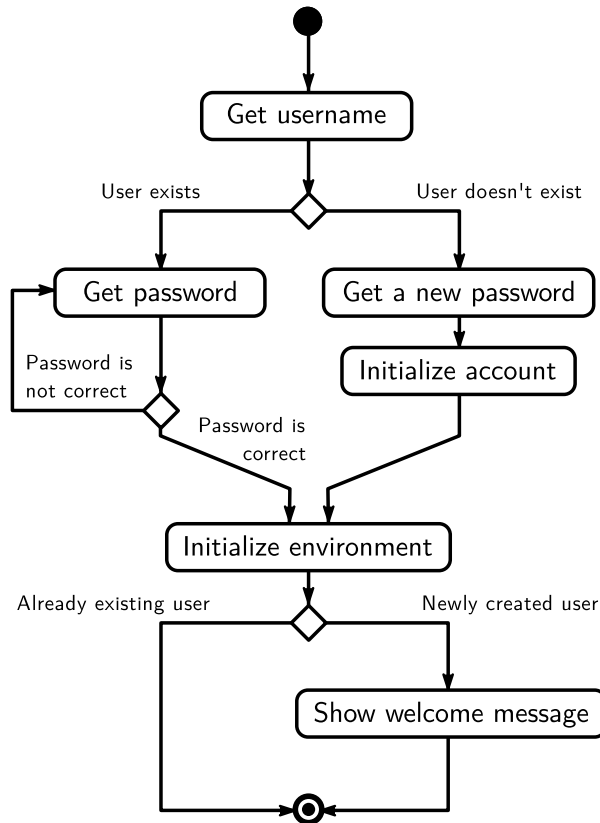 Get username
User exists
User doesn't exist
Get password
Get a new password
Password is
not correct
Initialize account
Password is
correct
Initialize environment
Already existing user
Newly created user
Show welcome message